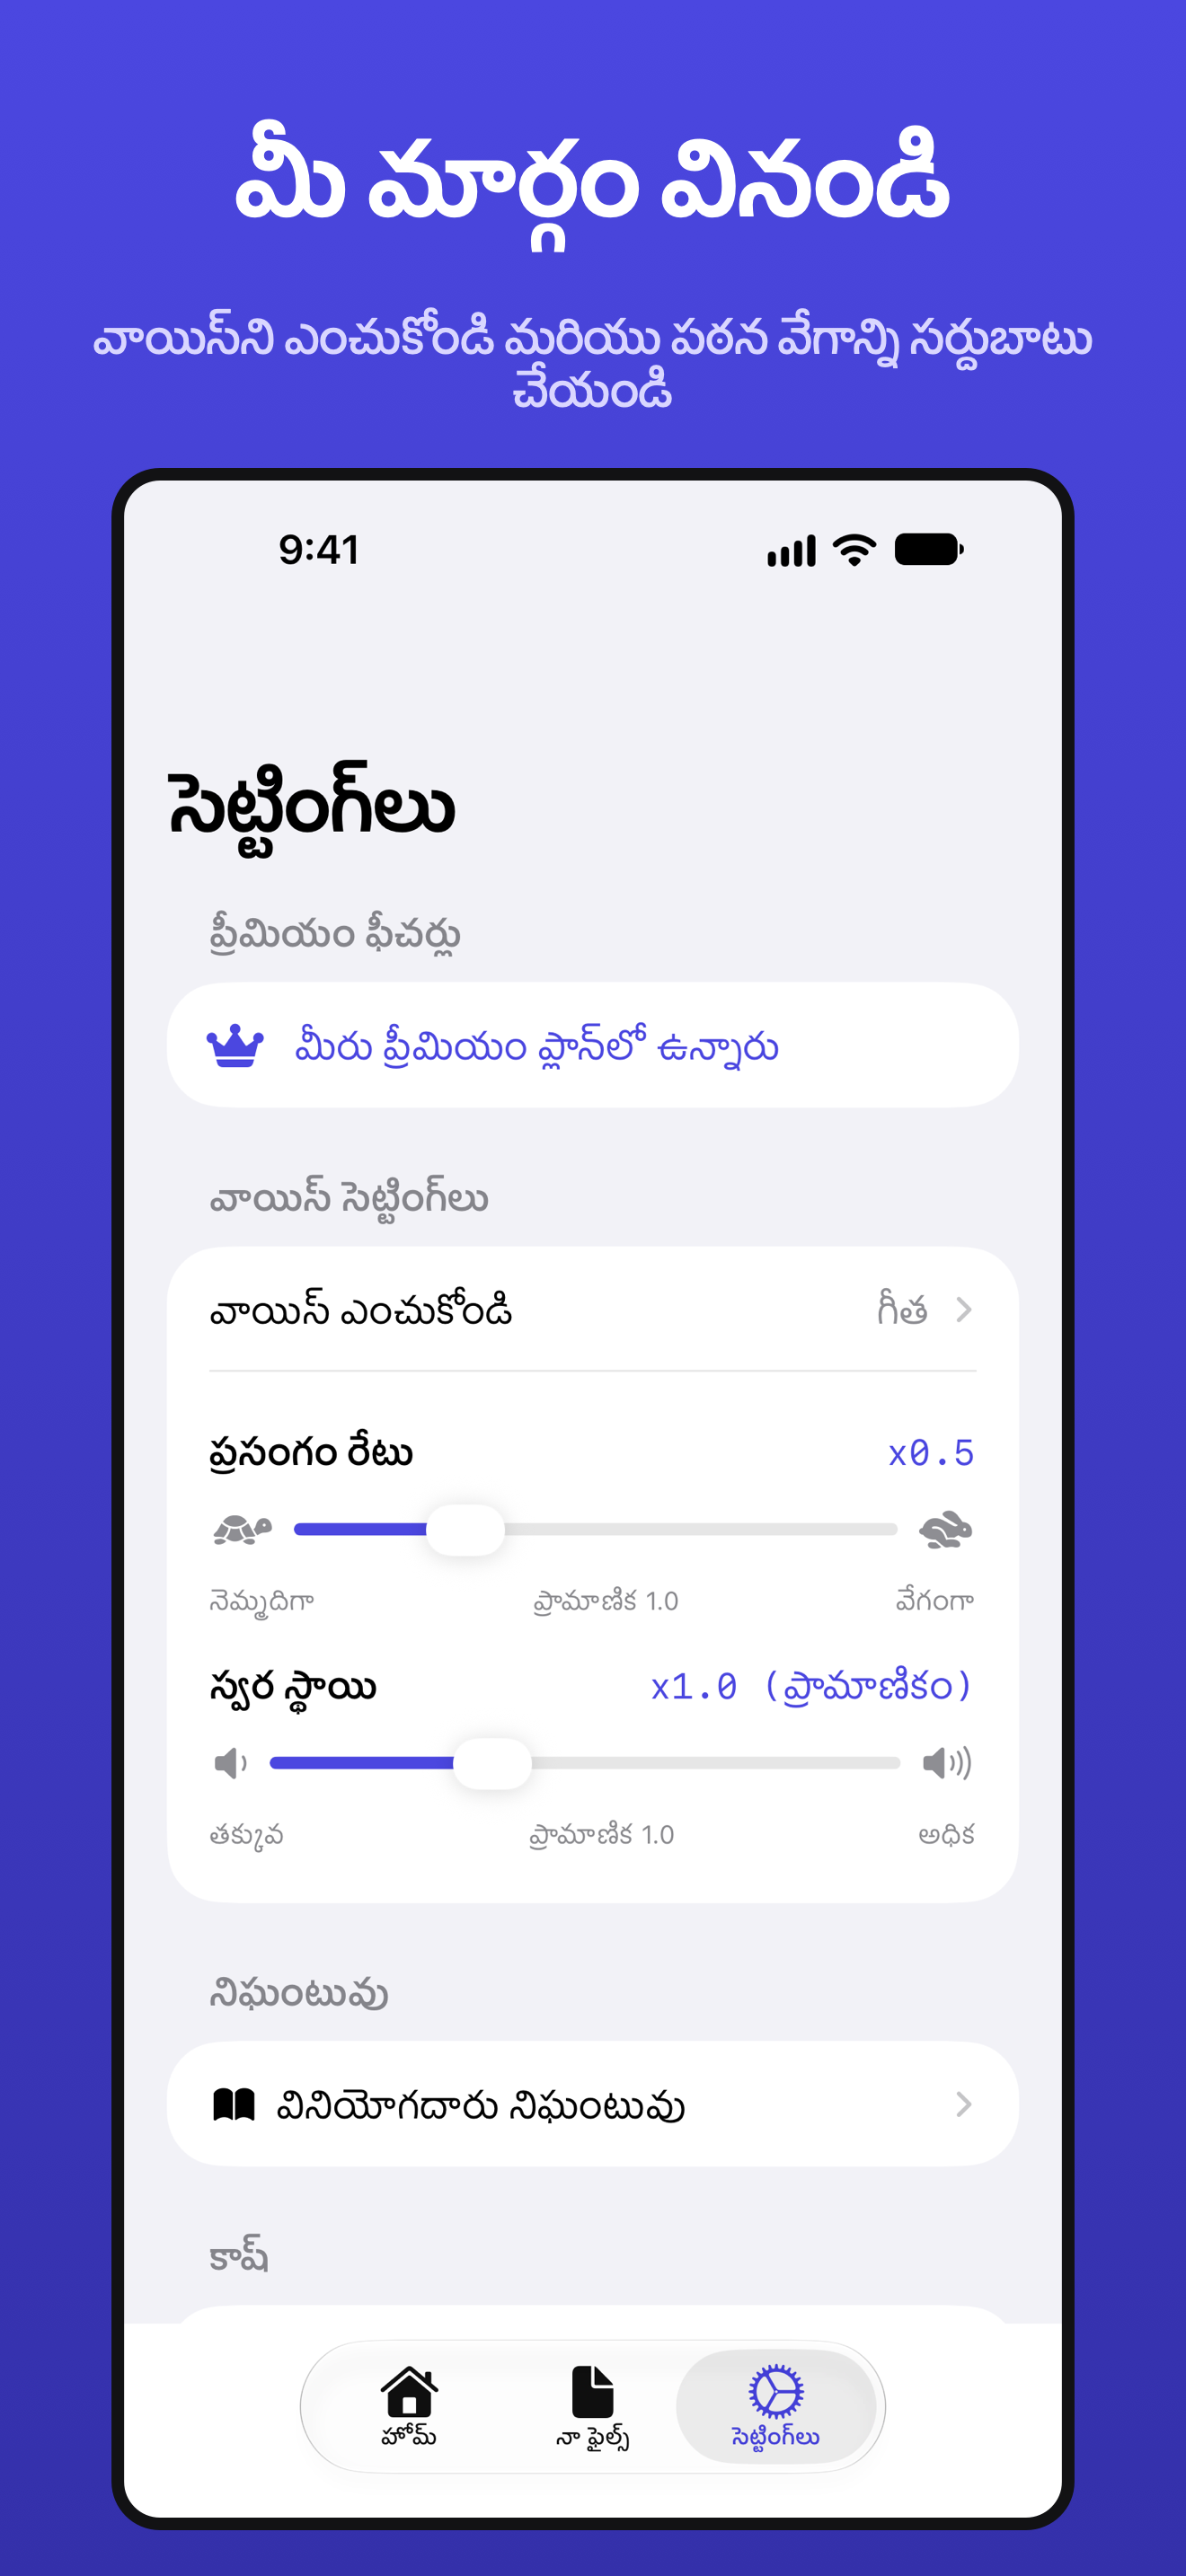 మీ మార్గం వినండి
వాయిస్‌ని ఎంచుకోండి మరియు పఠన వేగాన్ని సర్దుబాటు
చేయండి
9:41
సెట్టింగ్‌లు
ప్రీమియం ఫీచర్లు
మీరు ప్రీమియం ప్లాన్‌లో ఉన్నారు
వాయిస్ సెట్టింగ్‌లు
వాయిస్ ఎంచుకోండి గీత
ప్రసంగం రేటు x0.5
నెమ్మదిగా ప్రామాణిక 1.0 వేగంగా
స్వర స్థాయి x1.0 (ప్రామాణికం)
తక్కువ ప్రామాణిక 1.0 అధిక
నిఘంటువు
వినియోగదారు నిఘంటువు
కాష్
హోమ్ నా ఫైల్స్ సెట్టింగ్‌లు